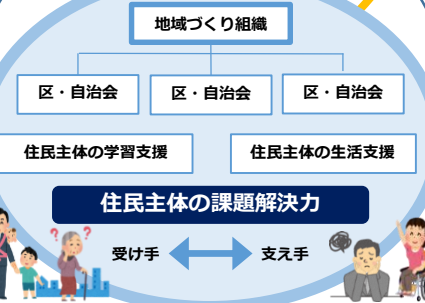 地域づくり組織
区・自治会
区・自治会
区・自治会
住民主体の学習支援
住民主体の生活支援
住民主体の課題解決力
受け手
支え手